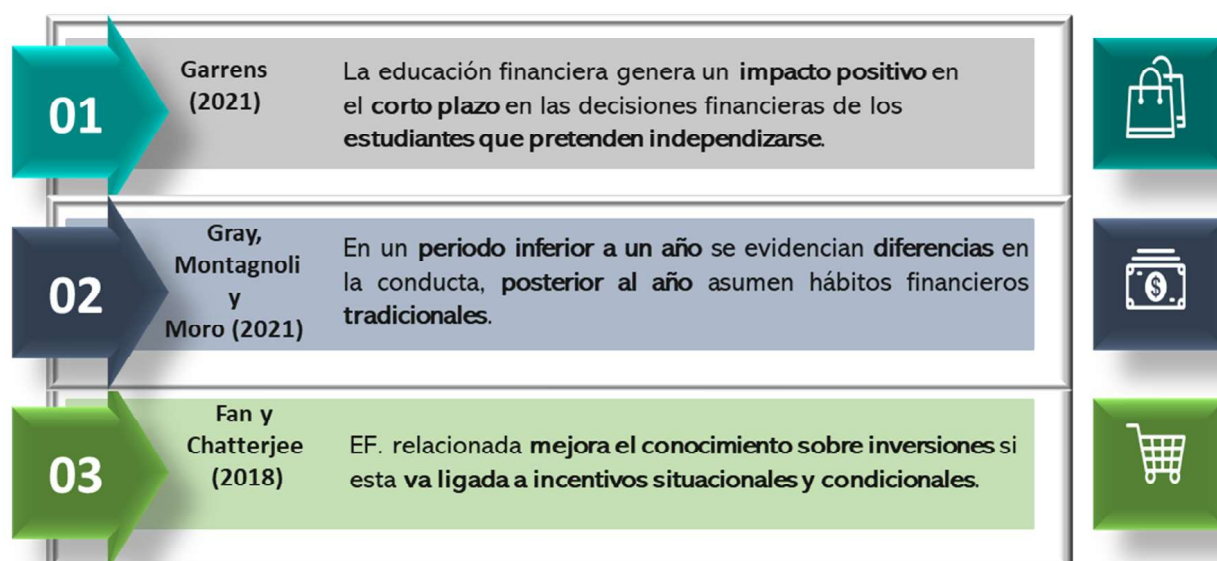 01
Garrens
(2021)
La educación financiera genera un impacto positivo en
el corto plazo en las decisiones financieras de los
estudiantes que pretenden independizarse.
02
Gray,
Montagnoli
y
Moro (2021)
En un periodo inferior a un año se evidencian diferencias en
la conducta, posterior al año asumen hábitos financieros
tradicionales.
$
03
Fan y
Chatterjee
(2018)
EF. relacionada mejora el conocimiento sobre inversiones si
esta va ligada a incentivos situacionales y condicionales.